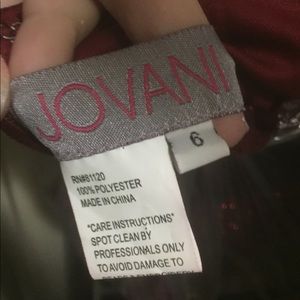 JOVANI
6
RN#81120
100%POLYESTER
MADE IN CHINA
"CARE INSTRUCTIONS"
SPOT CLEAN BY
PROFESSIONALS ONLY
TO AVOID DAMAGE TO